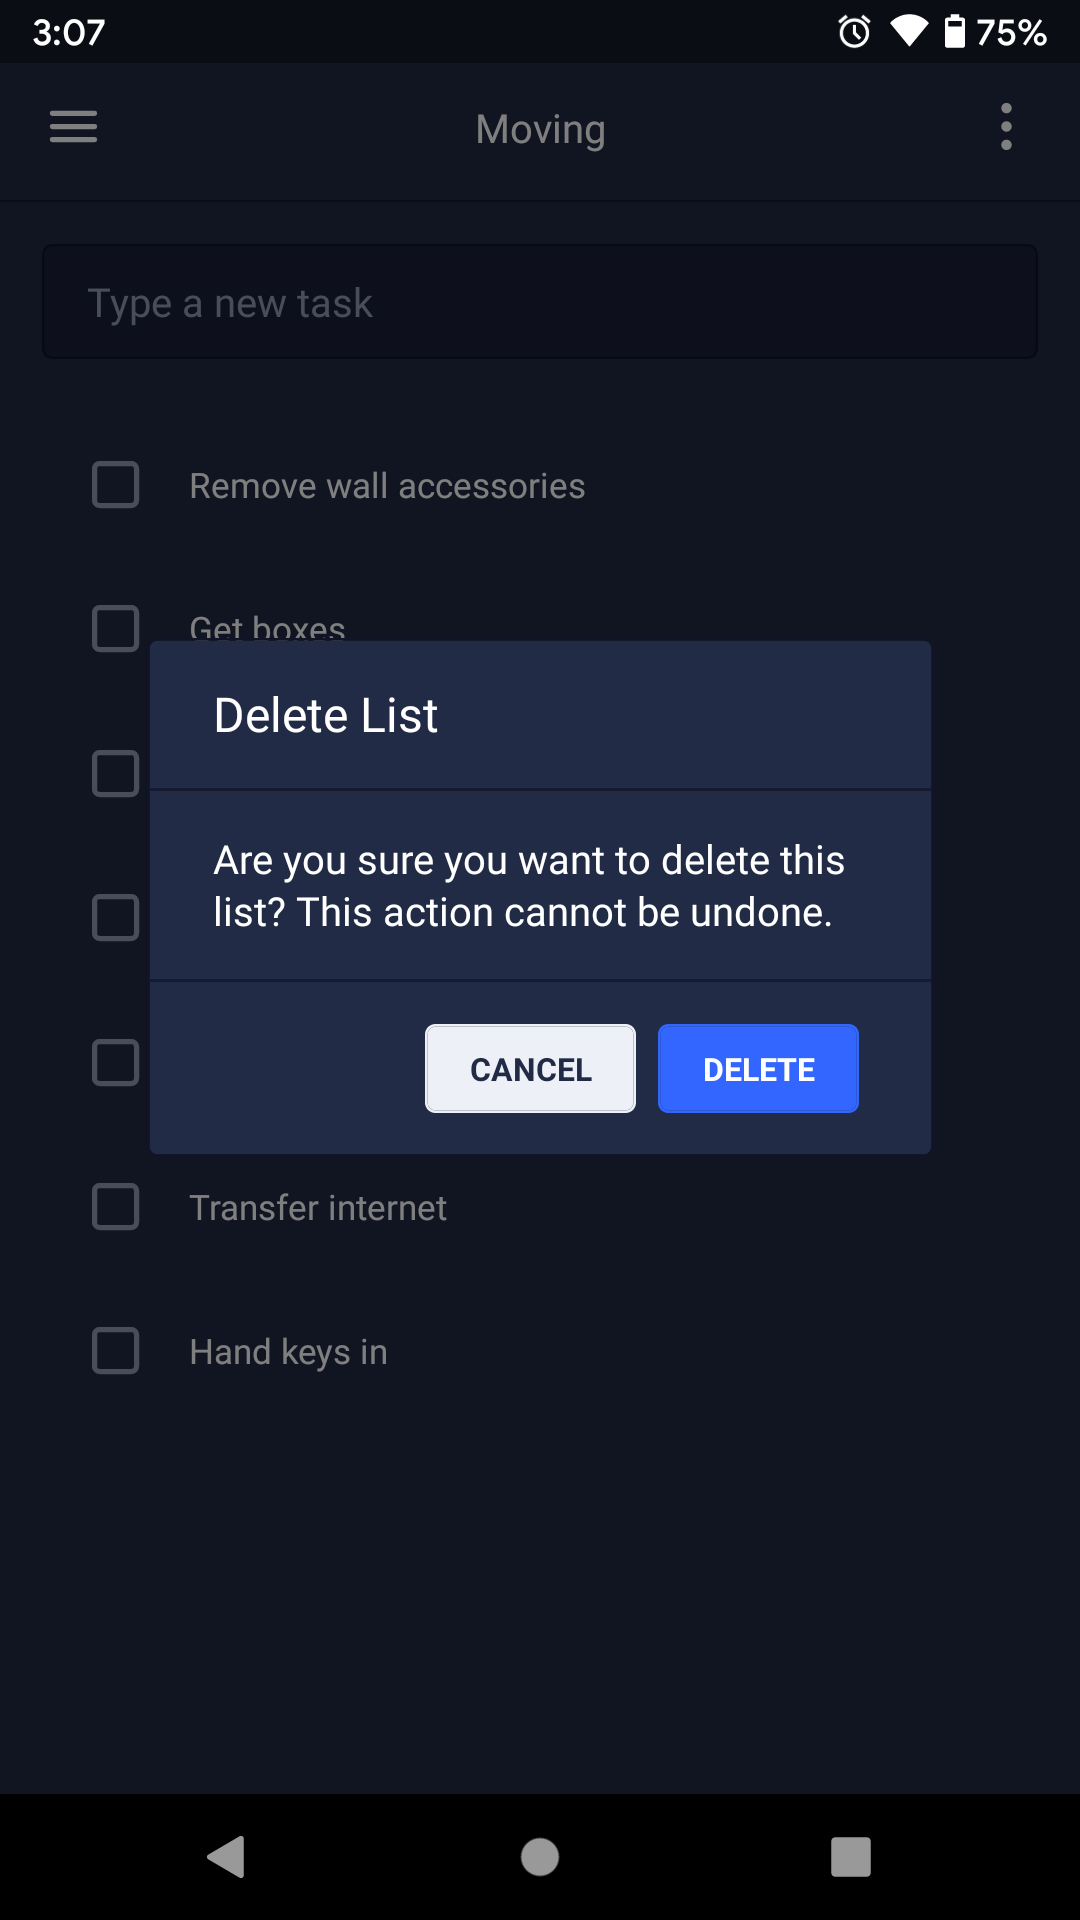 3:07
75%
Moving
Type a new task
Remove wall accessories
Get boxes
Delete List
Are you sure you want to delete this
list? This action cannot be undone.
CANCEL
DELETE
Transfer internet
Hand keys in